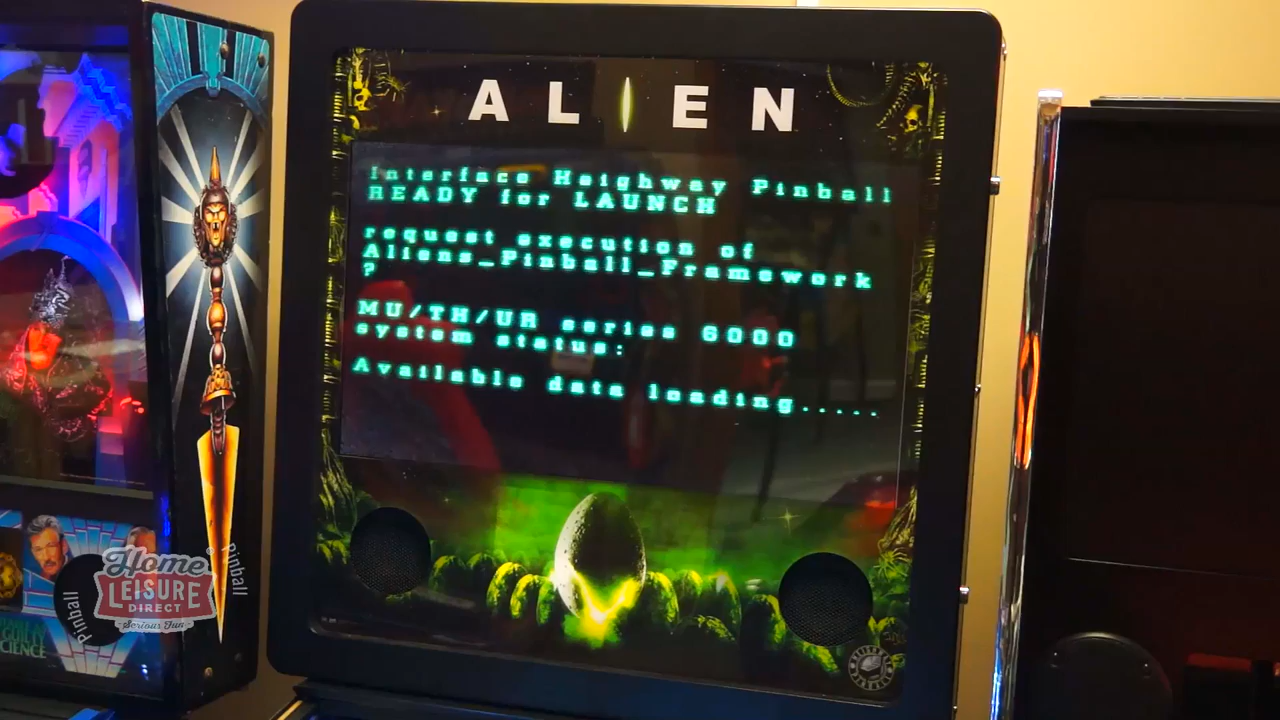 ALIEN
Interface Heighway Pinball
READY for LAUNCH
request execution of
Aliens_Pinball_Framework
?
MU/TH/UR series 6000
system status:
Available data loading.....
Home
LEISURE
DIRECT
Serious Fun
Pinball
Pinball